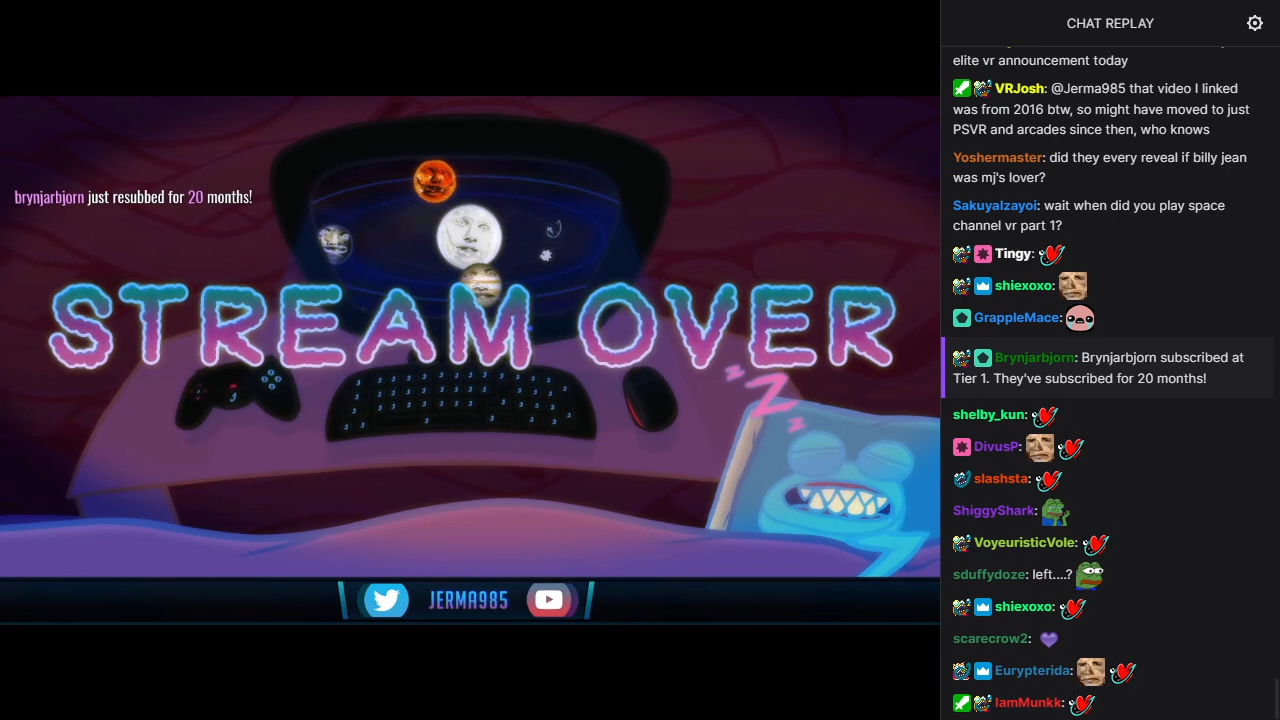 CHAT REPLAY
elite vr announcement today
VRJosh: @Jerma985 that video I linked
was from 2016 btw, so might have moved to just
PSVR and arcades since then, who knows
Yoshermaster: did they every reveal if billy jean
was mj's lover?
SakuyaIzayoi: wait when did you play space
channel vr part 1?
Tingy:
shiexoxo:
GrappleMace:
Brynjarbjorn: Brynjarbjorn subscribed at
Tier 1. They've subscribed for 20 months!
shelby_kun:
DivusP:
slashsta:
ShiggyShark:
VoyeuristicVole:
sduffydoze: left....?
shiexoxo:
scarecrow2:
Eurypterida:
IamMunkk:
brynjarbjorn just resubbed for 20 months!
STREAM OVER
z
Z
z
JERMA985